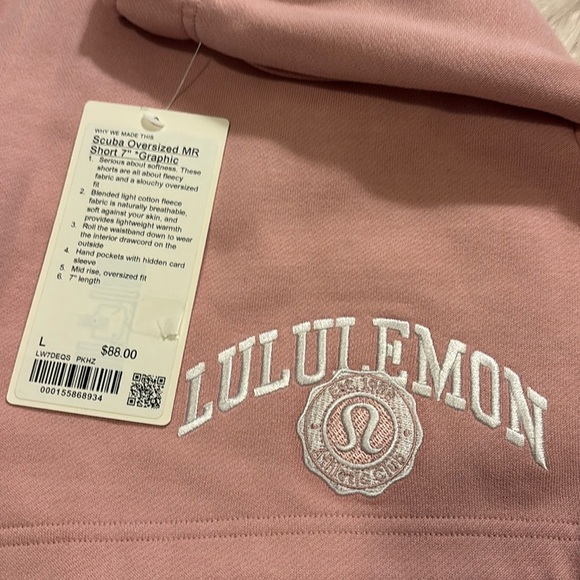 WHY WE MADE THIS
Scuba Oversized MR
Short 7" *Graphic
1. Serious about softness. These
shorts are all about fleecy
fabric and a slouchy oversized
fit
2. Blended light cotton fleece
fabric is naturally breathable,
soft against your skin, and
provides lightweight warmth
3. Roll the waistband down to wear
the interior drawcord on the
outside
4. Hand pockets with hidden card
sleeve
5. Mid rise, oversized fit
6. 7" length
L $88.00
LW7DEQS PKHZ
000155868934
LULULEMON
Est. 1998
Athletic Club